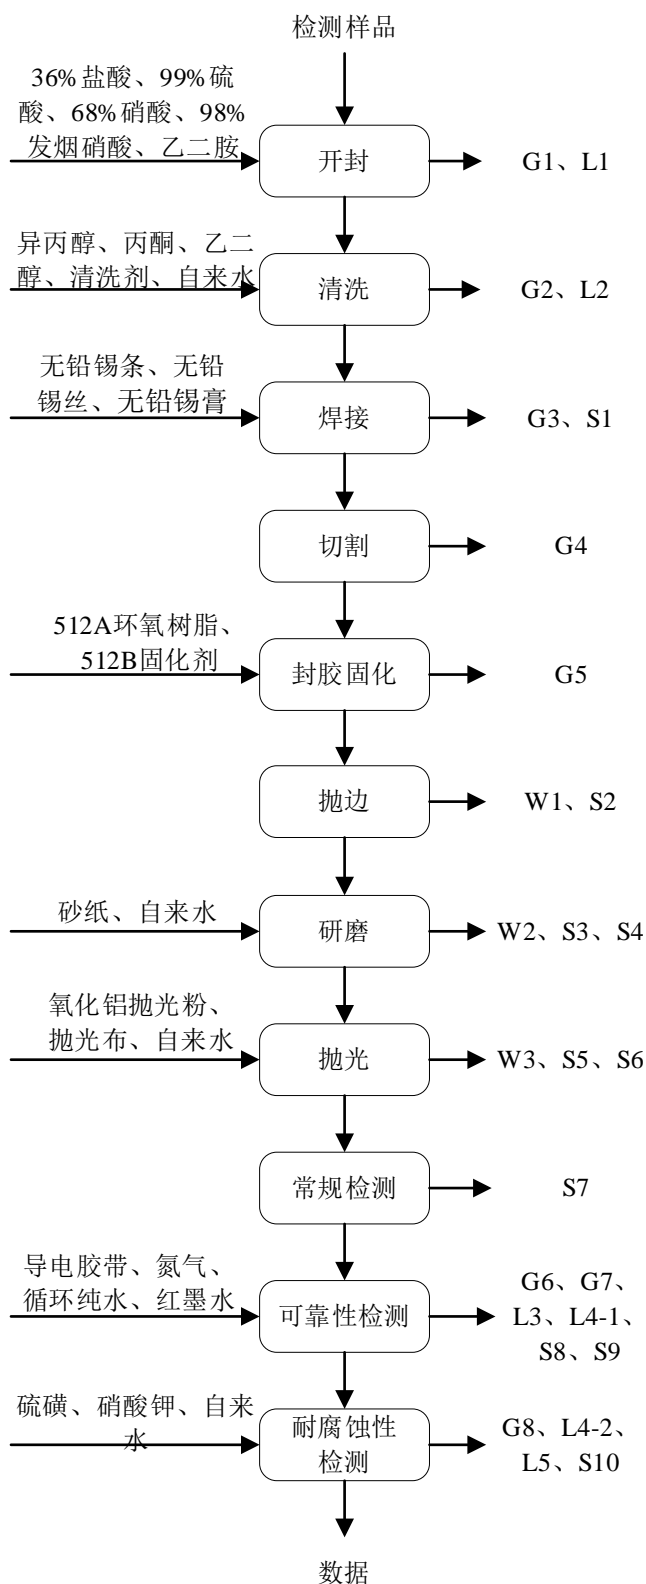 检测样品
36%盐酸、99%硫
酸、68%硝酸、98%
发烟硝酸、乙二胺
开封
G1、L1
异丙醇、丙酮、乙二
醇、清洗剂、自来水
清洗
G2、L2
无铅锡条、无铅
锡丝、无铅锡膏
焊接
G3、S1
切割
G4
512A环氧树脂、
512B固化剂
封胶固化
G5
抛边
W1、S2
砂纸、自来水
研磨
W2、S3、S4
氧化铝抛光粉、
抛光布、自来水
抛光
W3、S5、S6
常规检测
S7
导电胶带、氮气、
循环纯水、红墨水
可靠性检测
G6、G7、
L3、L4-1、
S8、S9
硫磺、硝酸钾、自来
水
耐腐蚀性
检测
G8、L4-2、
L5、S10
数据